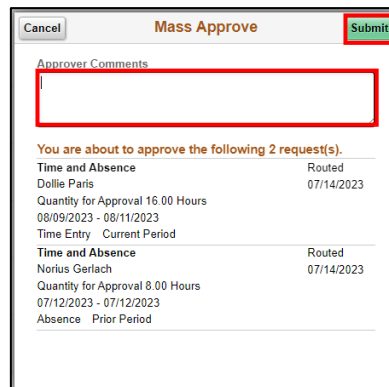 Cancel Mass Approve Submit
Approver Comments
You are about to approve the following 2 request(s).
Time and Absence Routed
Dollie Paris 07/14/2023
Quantity for Approval 16.00 Hours
08/09/2023 - 08/11/2023
Time Entry Current Period
Time and Absence Routed
Norius Gerlach 07/14/2023
Quantity for Approval 8.00 Hours
07/12/2023 - 07/12/2023
Absence Prior Period